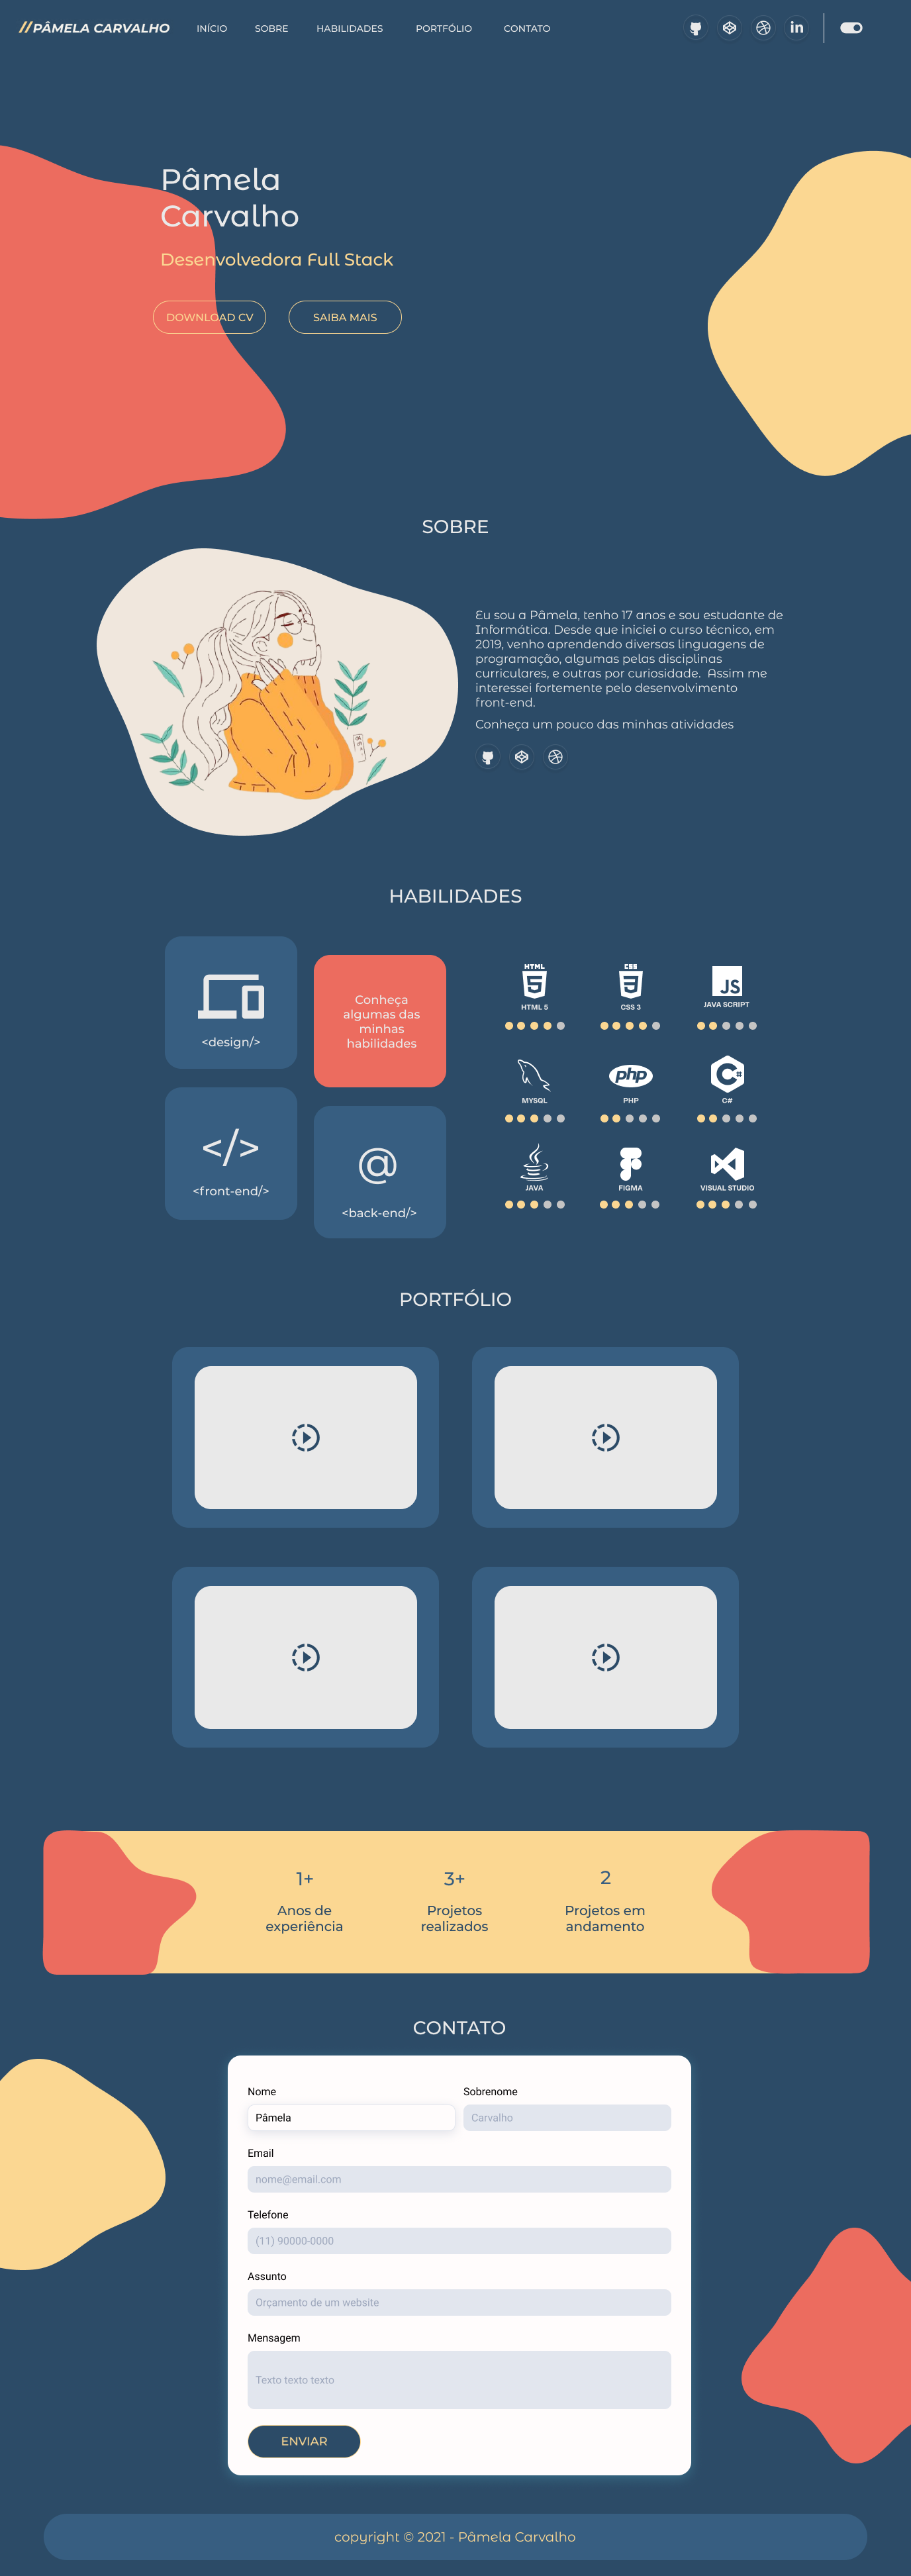 //PÂMELA CARVALHO
INÍCIO
SOBRE
HABILIDADES
PORTFÓLIO
CONTATO
in
Pâmela
Carvalho
Desenvolvedora Full Stack
DOWNLOAD CV
SAIBA MAIS
SOBRE
Eu sou a Pâmela, tenho 17 anos e sou estudante de
Informática. Desde que iniciei o curso técnico, em
2019, venho aprendendo diversas linguagens de
programação, algumas pelas disciplinas
curriculares, e outras por curiosidade.  Assim me
interessei fortemente pelo desenvolvimento
front-end.
Conheça um pouco das minhas atividades
HABILIDADES
<design/>
Conheça
algumas das
minhas
habilidades
</>
<front-end/>
@
<back-end/>
HTML
5
HTML 5
CSS
3
CSS 3
JS
JAVA SCRIPT
MYSQL
php
PHP
C#
C#
JAVA
FIGMA
VISUAL STUDIO
PORTFÓLIO
1+
Anos de
experiência
3+
Projetos
realizados
2
Projetos em
andamento
CONTATO
Nome
Pâmela
Sobrenome
Carvalho
Email
nome@email.com
Telefone
(11) 90000-0000
Assunto
Orçamento de um website
Mensagem
Texto texto texto
ENVIAR
copyright © 2021 - Pâmela Carvalho